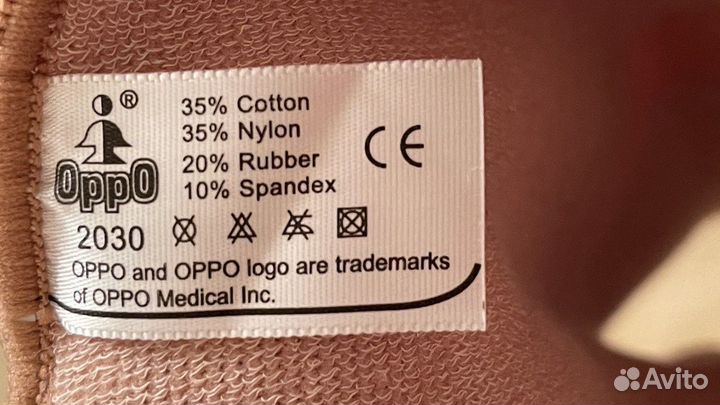 ®
OppO
35% Cotton
35% Nylon
20% Rubber
10% Spandex
CE
2030
OPPO and OPPO logo are trademarks
of OPPO Medical Inc.
Avito